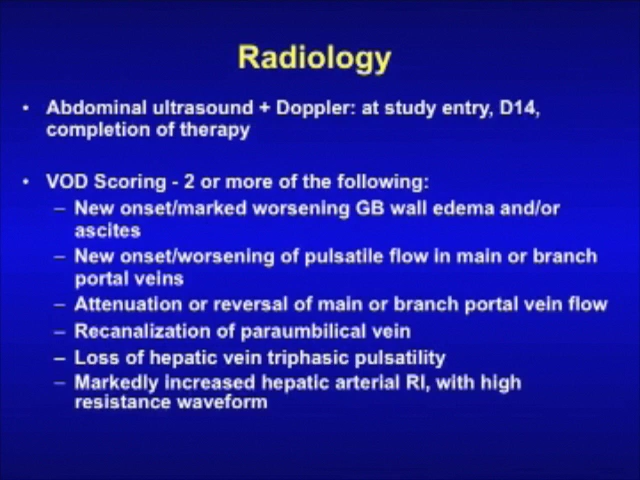 Radiology
• Abdominal ultrasound + Doppler: at study entry, D14,
completion of therapy
• VOD Scoring - 2 or more of the following:
– New onset/marked worsening GB wall edema and/or
ascites
– New onset/worsening of pulsatile flow in main or branch
portal veins
– Attenuation or reversal of main or branch portal vein flow
– Recanalization of paraumbilical vein
– Loss of hepatic vein triphasic pulsatility
– Markedly increased hepatic arterial RI, with high
resistance waveform